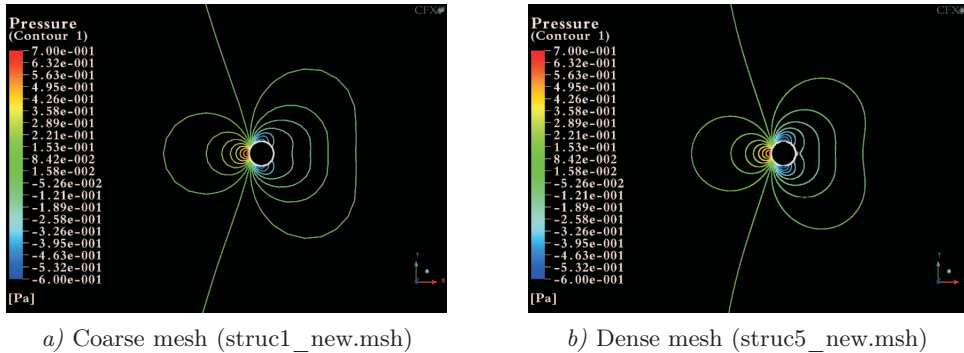 CFX
Pressure
(Contour 1)
7.00e-001
6.32e-001
5.63e-001
4.95e-001
4.26e-001
3.58e-001
2.89e-001
2.21e-001
1.53e-001
8.42e-002
1.58e-002
-5.26e-002
-1.21e-001
-1.89e-001
-2.58e-001
-3.26e-001
-3.95e-001
-4.63e-001
-5.32e-001
-6.00e-001
[Pa]
Y
X
a) Coarse mesh (struc1_new.msh)
CFX
Pressure
(Contour 1)
7.00e-001
6.32e-001
5.63e-001
4.95e-001
4.26e-001
3.58e-001
2.89e-001
2.21e-001
1.53e-001
8.42e-002
1.58e-002
-5.26e-002
-1.21e-001
-1.89e-001
-2.58e-001
-3.26e-001
-3.95e-001
-4.63e-001
-5.32e-001
-6.00e-001
[Pa]
Y
X
b) Dense mesh (struc5_new.msh)